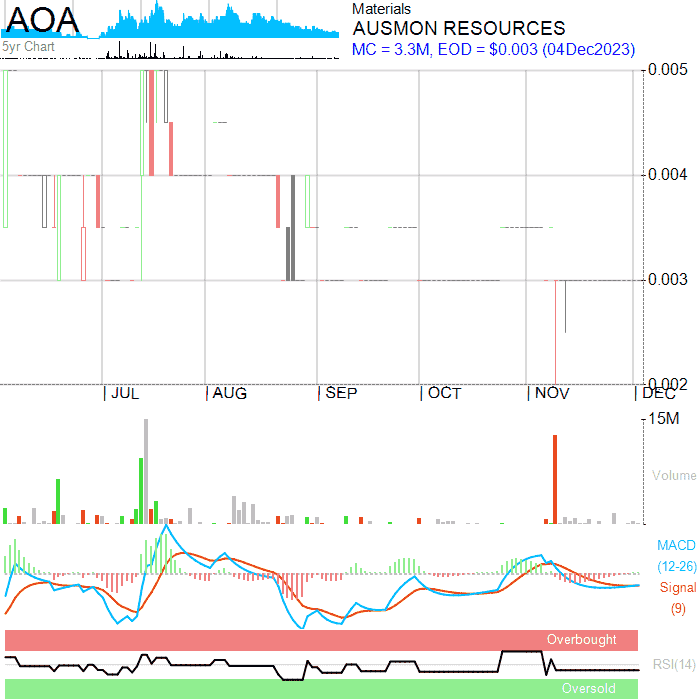 AOA
5yr Chart
Materials
AUSMON RESOURCES
MC = 3.3M, EOD = $0.003 (04Dec2023)
0.005
0.004
0.003
0.002
JUL AUG SEP OCT NOV DEC
15M
Volume
MACD
(12-26)
Signal
(9)
Overbought
RSI(14)
Oversold